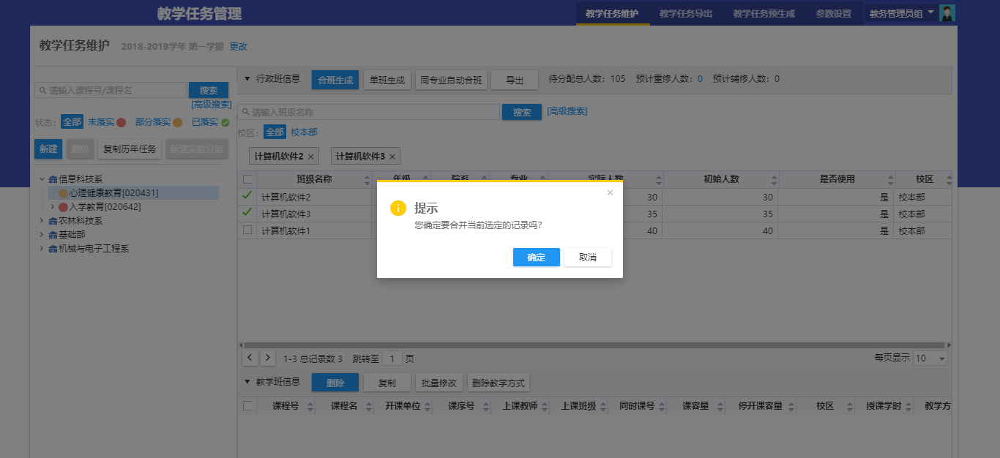 教学任务管理
教学任务维护 教学任务导出 教学任务预生成 参数设置 教务管理员组
教学任务维护 2018-2019学年 第一学期 更改
请输入课程号/课程名 搜索
[高级搜索]
状态: 全部 未落实 部分落实 已落实
新建 删除 复制历年任务 新建实验分组
信息科技系
心理健康教育[020431]
入学教育[020642]
农林科技系
基础部
机械与电子工程系
行政班信息 合班生成 单班生成 同专业自动合班 导出 待分配总人数: 105 预计重修人数: 0 预计辅修人数: 0
请输入班级名称 搜索 [高级搜索]
校区: 全部 校本部
计算机软件2 × 计算机软件3 ×
班级名称 年级 院系 专业 实际人数 初始人数 是否使用 校区
计算机软件2 30 30 是 校本部
计算机软件3 35 35 是 校本部
计算机软件1 40 40 是 校本部
提示
您确定要合并当前选定的记录吗?
确定 取消
1-3 总记录数 3 跳转至 1 页 每页显示 10
教学班信息 删除 复制 批量修改 删除教学方式
课程号 课程名 开课单位 课序号 上课教师 上课班级 同时课号 课容量 停开课容量 校区 授课学时 教学方